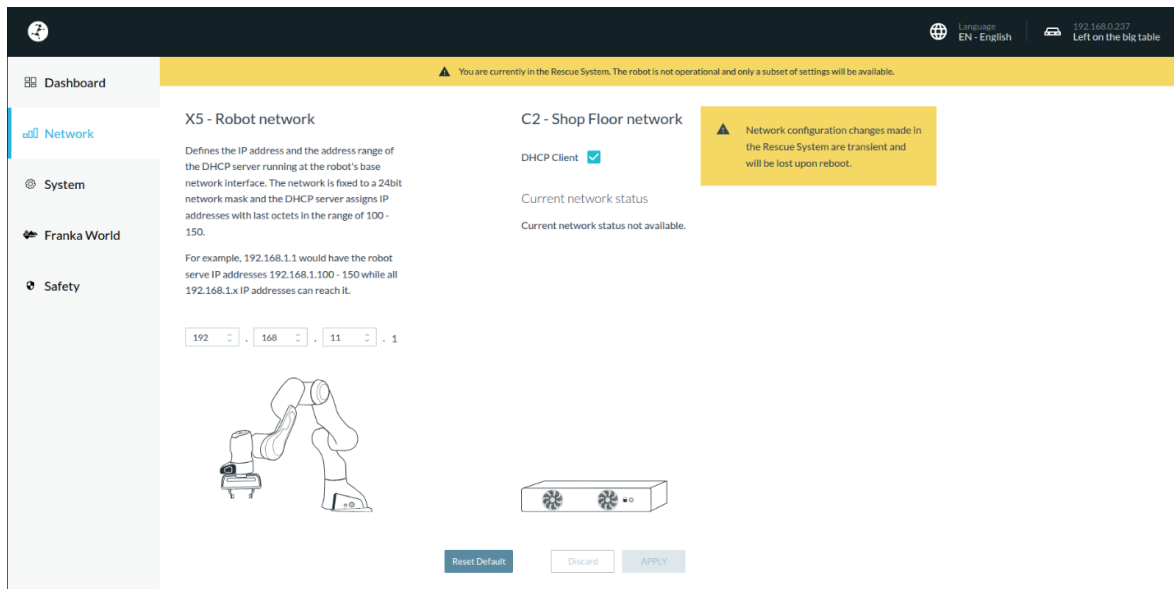 Language
EN - English
192.168.0.237
Left on the big table
You are currently in the Rescue System. The robot is not operational and only a subset of settings will be available.
Dashboard
Network
System
Franka World
Safety
X5 - Robot network
Defines the IP address and the address range of
the DHCP server running at the robot's base
network interface. The network is fixed to a 24bit
network mask and the DHCP server assigns IP
addresses with last octets in the range of 100 -
150.
For example, 192.168.1.1 would have the robot
serve IP addresses 192.168.1.100 - 150 while all
192.168.1.x IP addresses can reach it.
192 . 168 . 11 . 1
C2 - Shop Floor network
DHCP Client
Current network status
Current network status not available.
Network configuration changes made in
the Rescue System are transient and
will be lost upon reboot.
Reset Default
Discard
APPLY